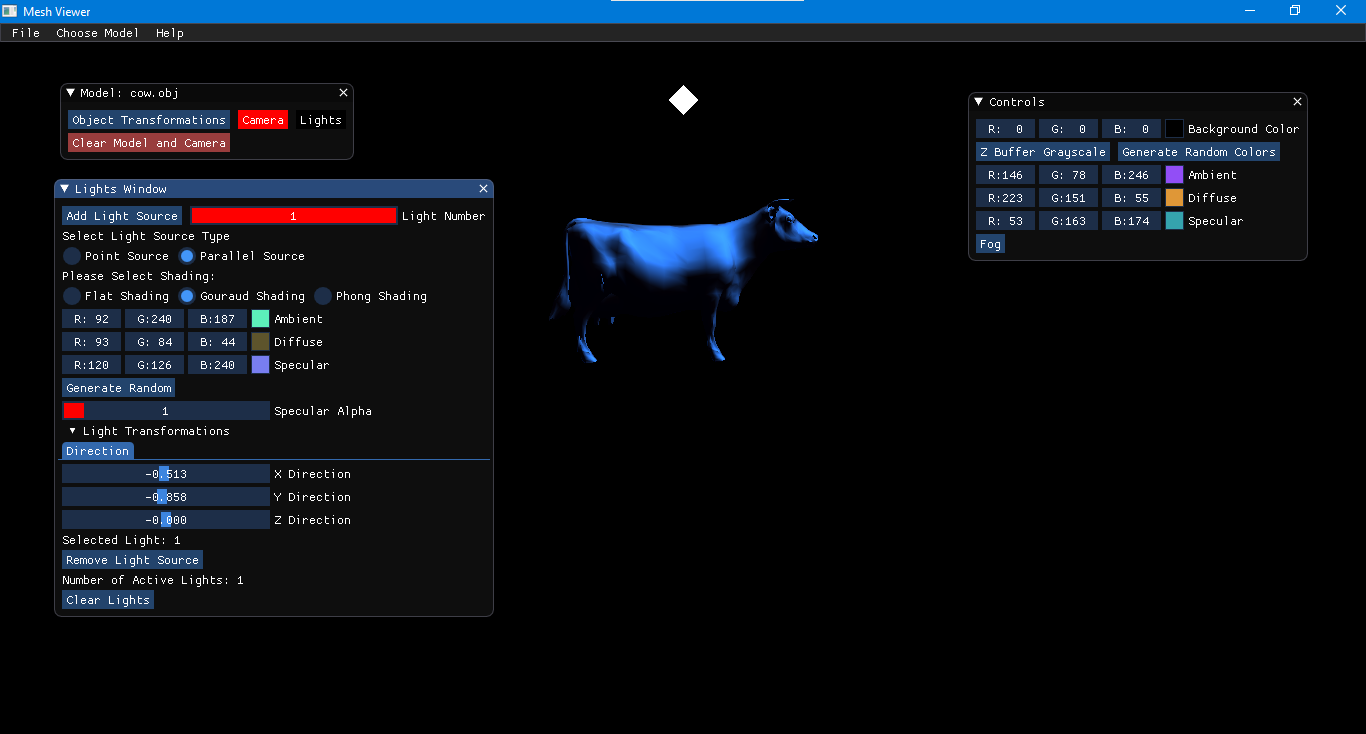 Mesh Viewer
File Choose Model Help
Model: cow.obj
Object Transformations Camera Lights
Clear Model and Camera
Lights Window
Add Light Source 1 Light Number
Select Light Source Type
Point Source Parallel Source
Please Select Shading:
Flat Shading Gouraud Shading Phong Shading
R: 92 G:240 B:187 Ambient
R: 93 G: 84 B: 44 Diffuse
R:120 G:126 B:240 Specular
Generate Random
1 Specular Alpha
Light Transformations
Direction
-0.513 X Direction
-0.858 Y Direction
-0.000 Z Direction
Selected Light: 1
Remove Light Source
Number of Active Lights: 1
Clear Lights
Controls
R: 0 G: 0 B: 0 Background Color
Z Buffer Grayscale Generate Random Colors
R:146 G: 78 B:246 Ambient
R:223 G:151 B: 55 Diffuse
R: 53 G:163 B:174 Specular
Fog